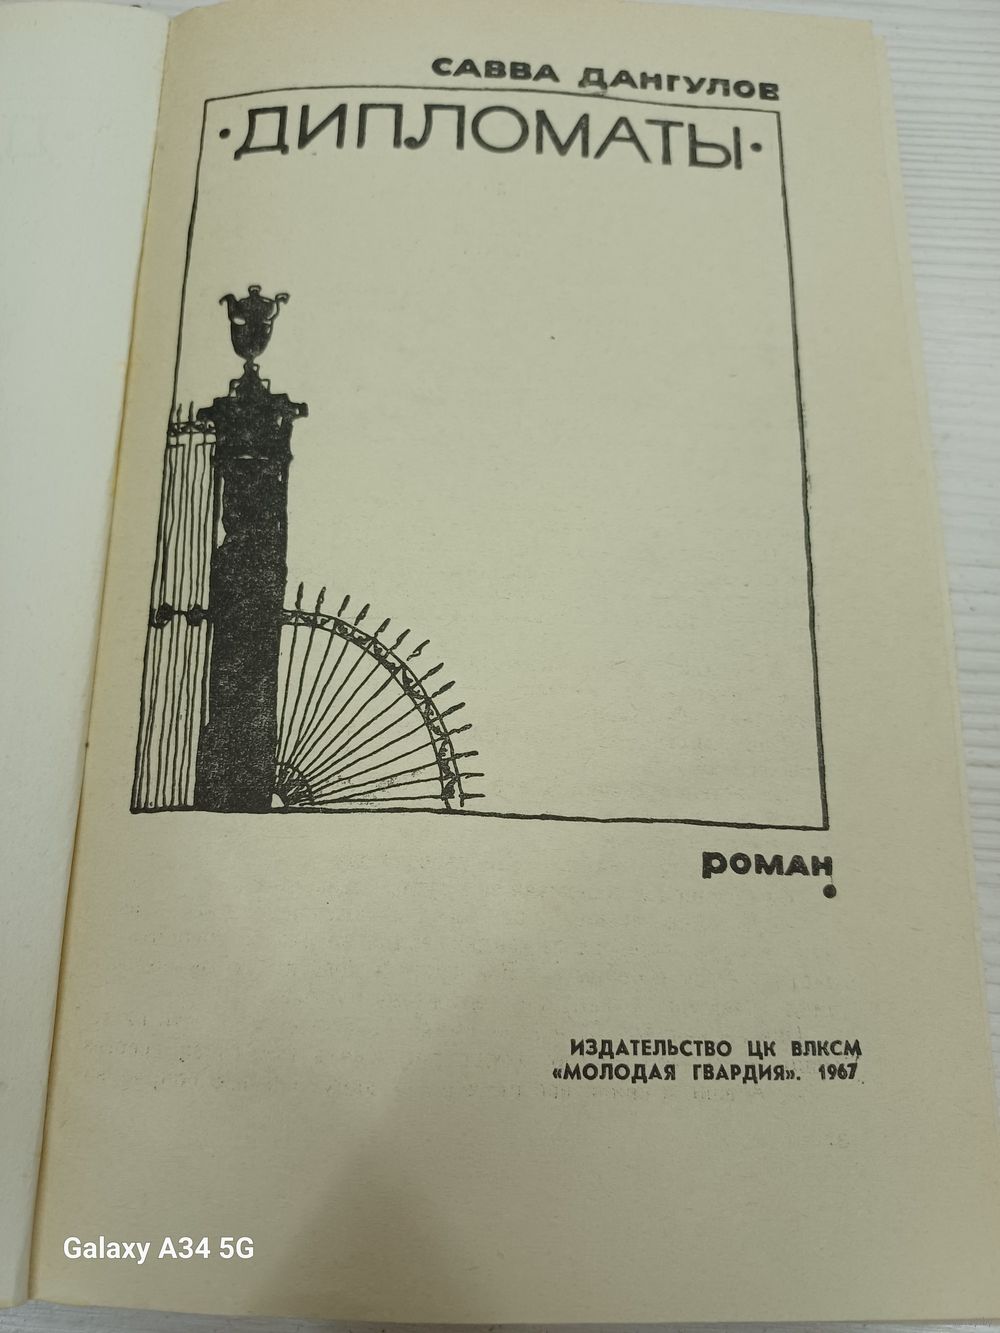 САВВА ДАНГУЛОВ
·ДИПЛОМАТЫ·
РОМАН
ИЗДАТЕЛЬСТВО ЦК ВЛКСМ
«МОЛОДАЯ ГВАРДИЯ». 1967
Galaxy A34 5G